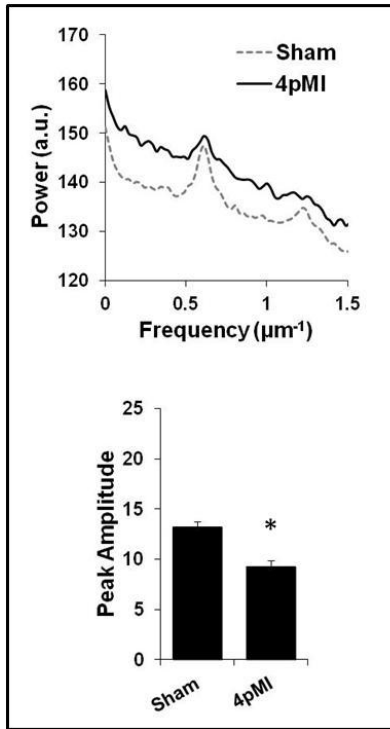 170
160
150
140
130
120
Power (a.u.)
Sham
4pMI
0 0.5 1 1.5
Frequency (µm⁻¹)
25
20
15
10
5
0
Peak Amplitude
*
Sham 4pMI